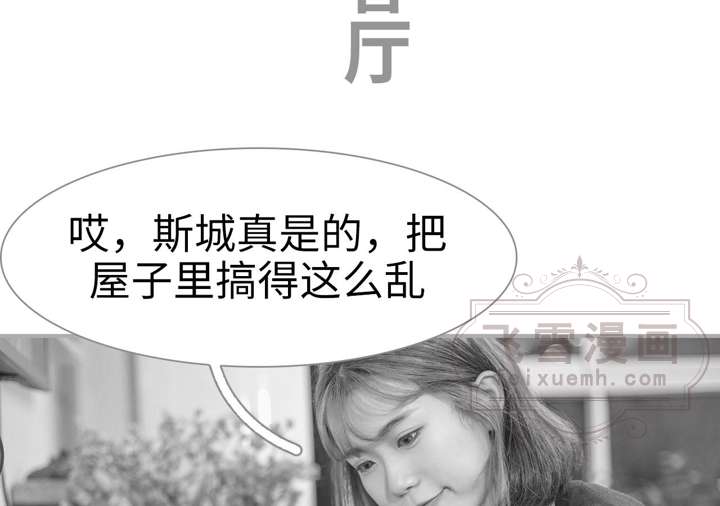 厅
哎，斯城真是的，把
屋子里搞得这么乱
飞雪漫画
feixuemh.com